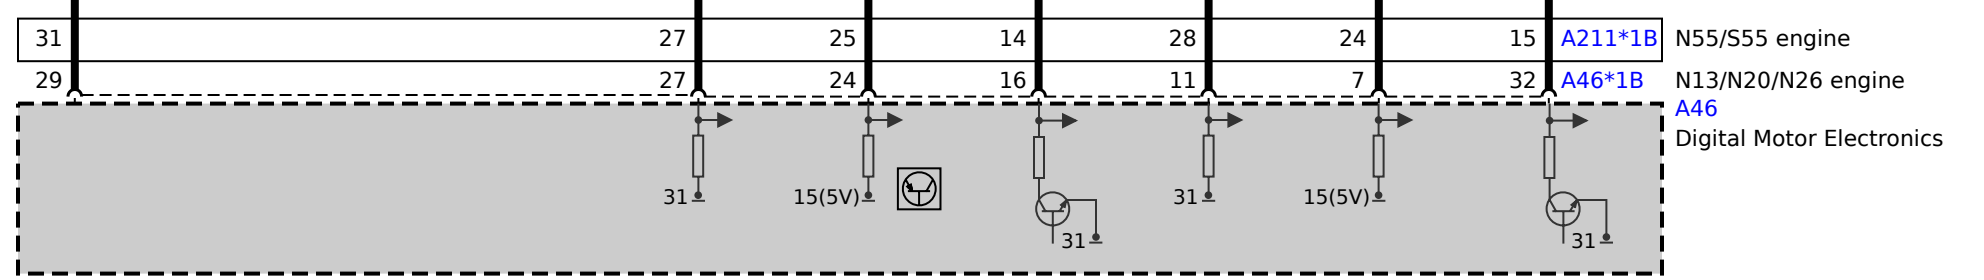 31 27 25 14 28 24 15 A211*1B N55/S55 engine
29 27 24 16 11 7 32 A46*1B N13/N20/N26 engine
A46
Digital Motor Electronics
31 15(5V) 31 15(5V)
31 31